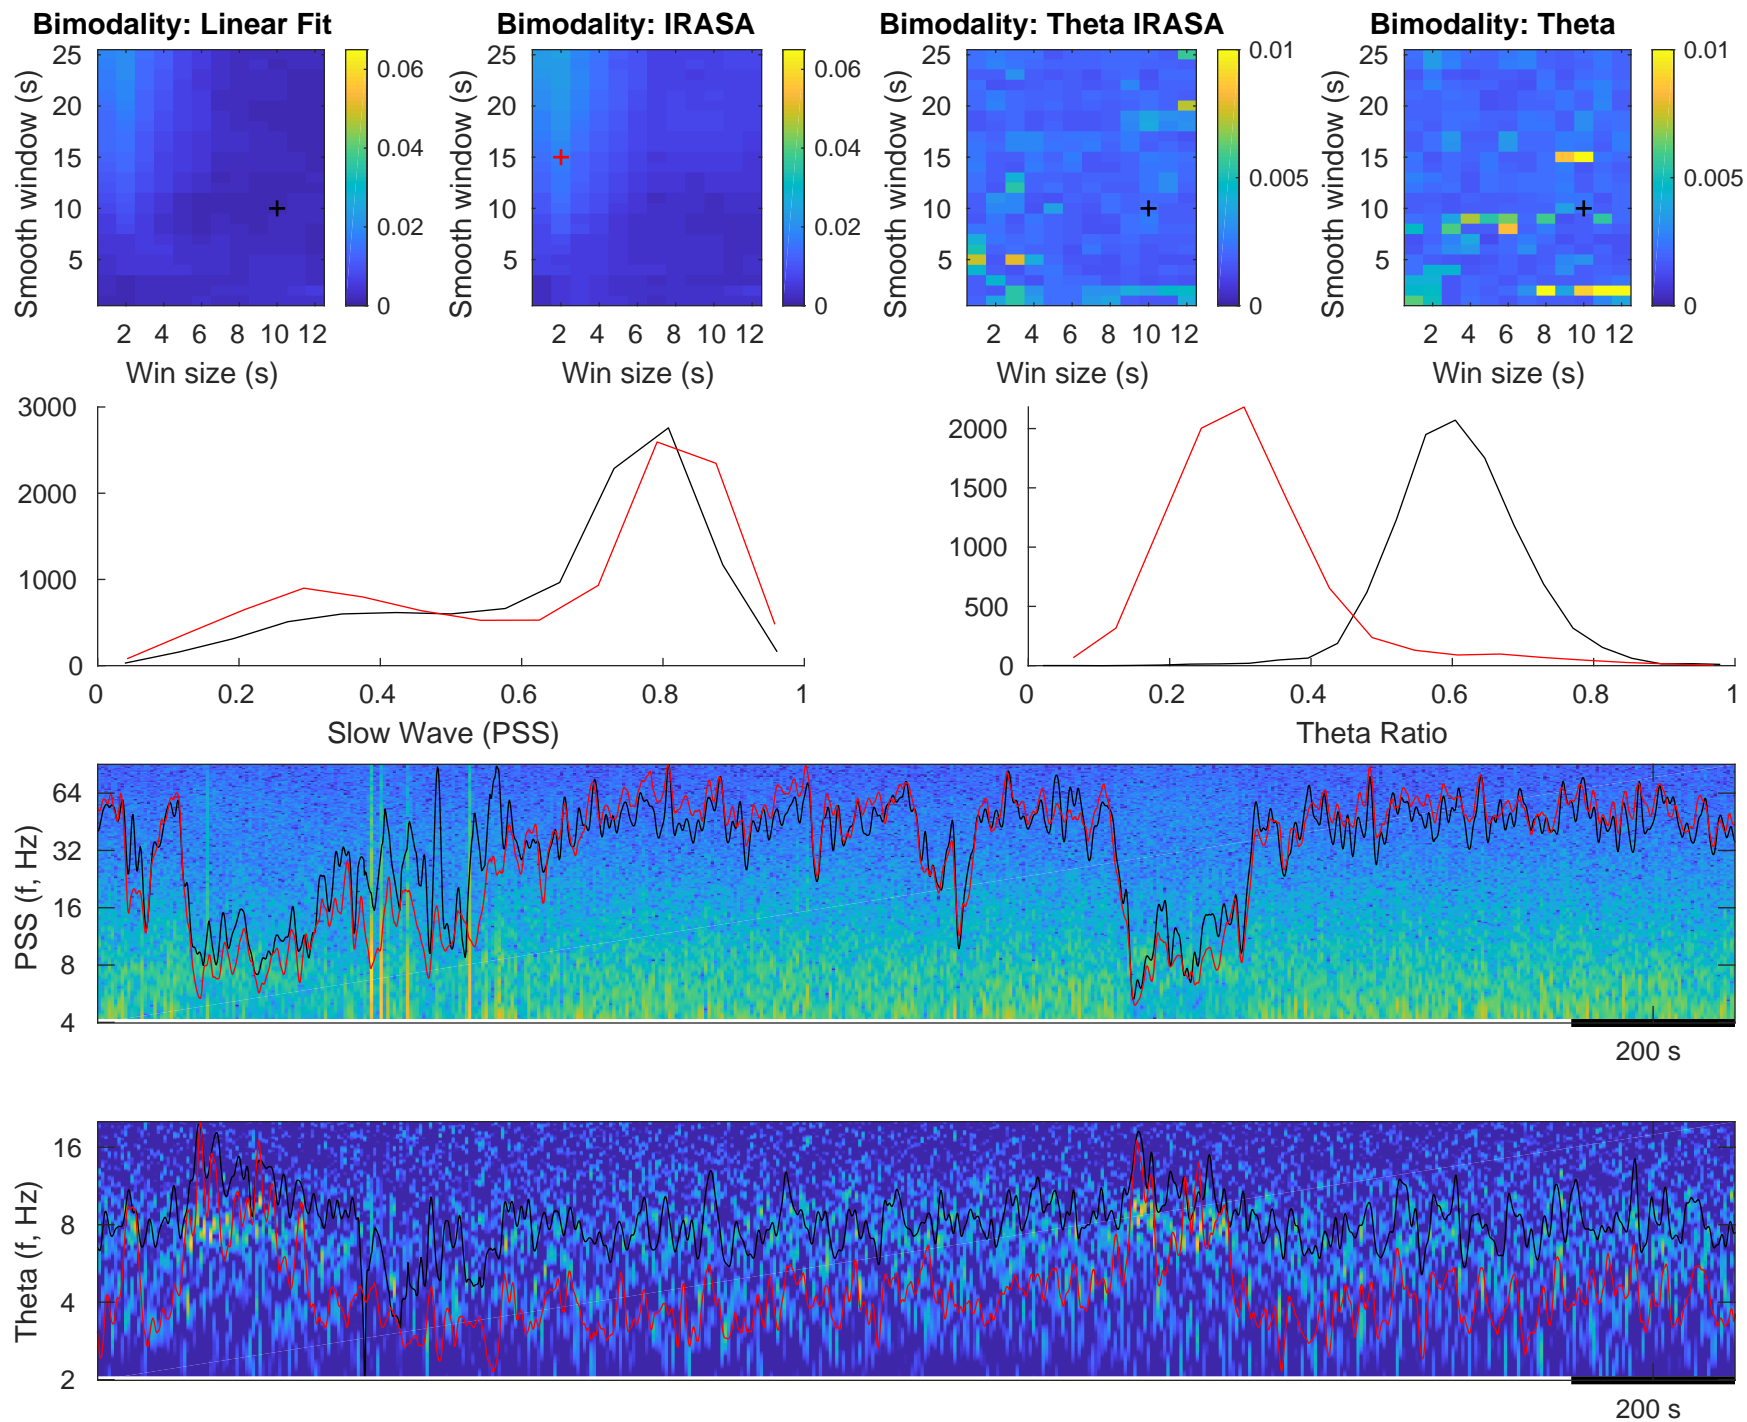 Bimodality: Linear Fit
Bimodality: IRASA
Bimodality: Theta IRASA
Bimodality: Theta
Smooth window (s)
25
20
15
10
5
2 4 6 8 10 12
Win size (s)
0.06
0.04
0.02
0
Smooth window (s)
25
20
15
10
5
2 4 6 8 10 12
Win size (s)
0.06
0.04
0.02
0
Smooth window (s)
25
20
15
10
5
2 4 6 8 10 12
Win size (s)
0.01
0.005
0
Smooth window (s)
25
20
15
10
5
2 4 6 8 10 12
Win size (s)
0.01
0.005
0
3000
2000
1000
0
0 0.2 0.4 0.6 0.8 1
Slow Wave (PSS)
2000
1500
1000
500
0
0 0.2 0.4 0.6 0.8 1
Theta Ratio
PSS (f, Hz)
64
32
16
8
4
200 s
Theta (f, Hz)
16
8
4
2
200 s